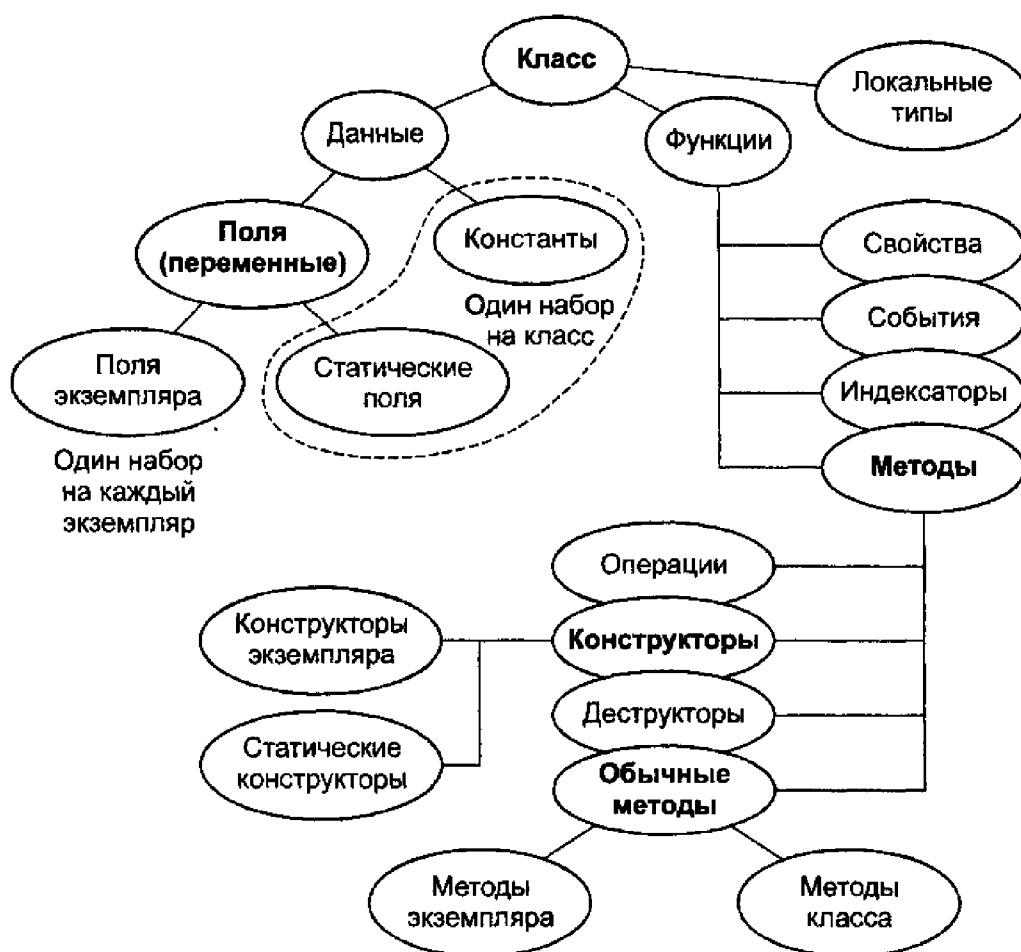 Класс
Локальные
типы
Данные
Функции
Поля
(переменные)
Константы
Свойства
Один набор
на класс
События
Поля
экземпляра
Статические
поля
Индексаторы
Один набор
на каждый
экземпляр
Методы
Операции
Конструкторы
экземпляра
Конструкторы
Деструкторы
Статические
конструкторы
Обычные
методы
Методы
экземпляра
Методы
класса